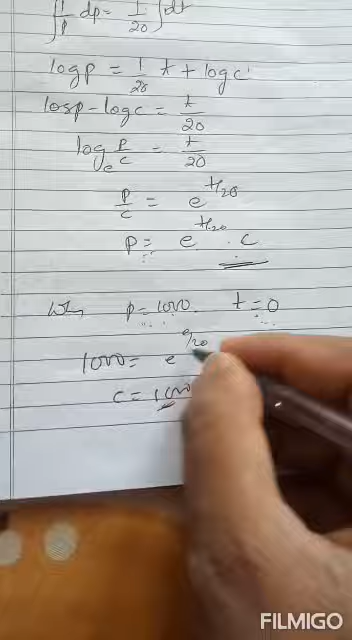 ∫ 1/p dp = 1/20 ∫dt
log p = 1/20 t + log c
log p - log c = t/20
log_e p/c = t/20
p/c = e^(t/20)
p = e^(t/20) . c
p = 1000. t = 0
1000 = e^(0/20)
c = 1000
FILMIGO